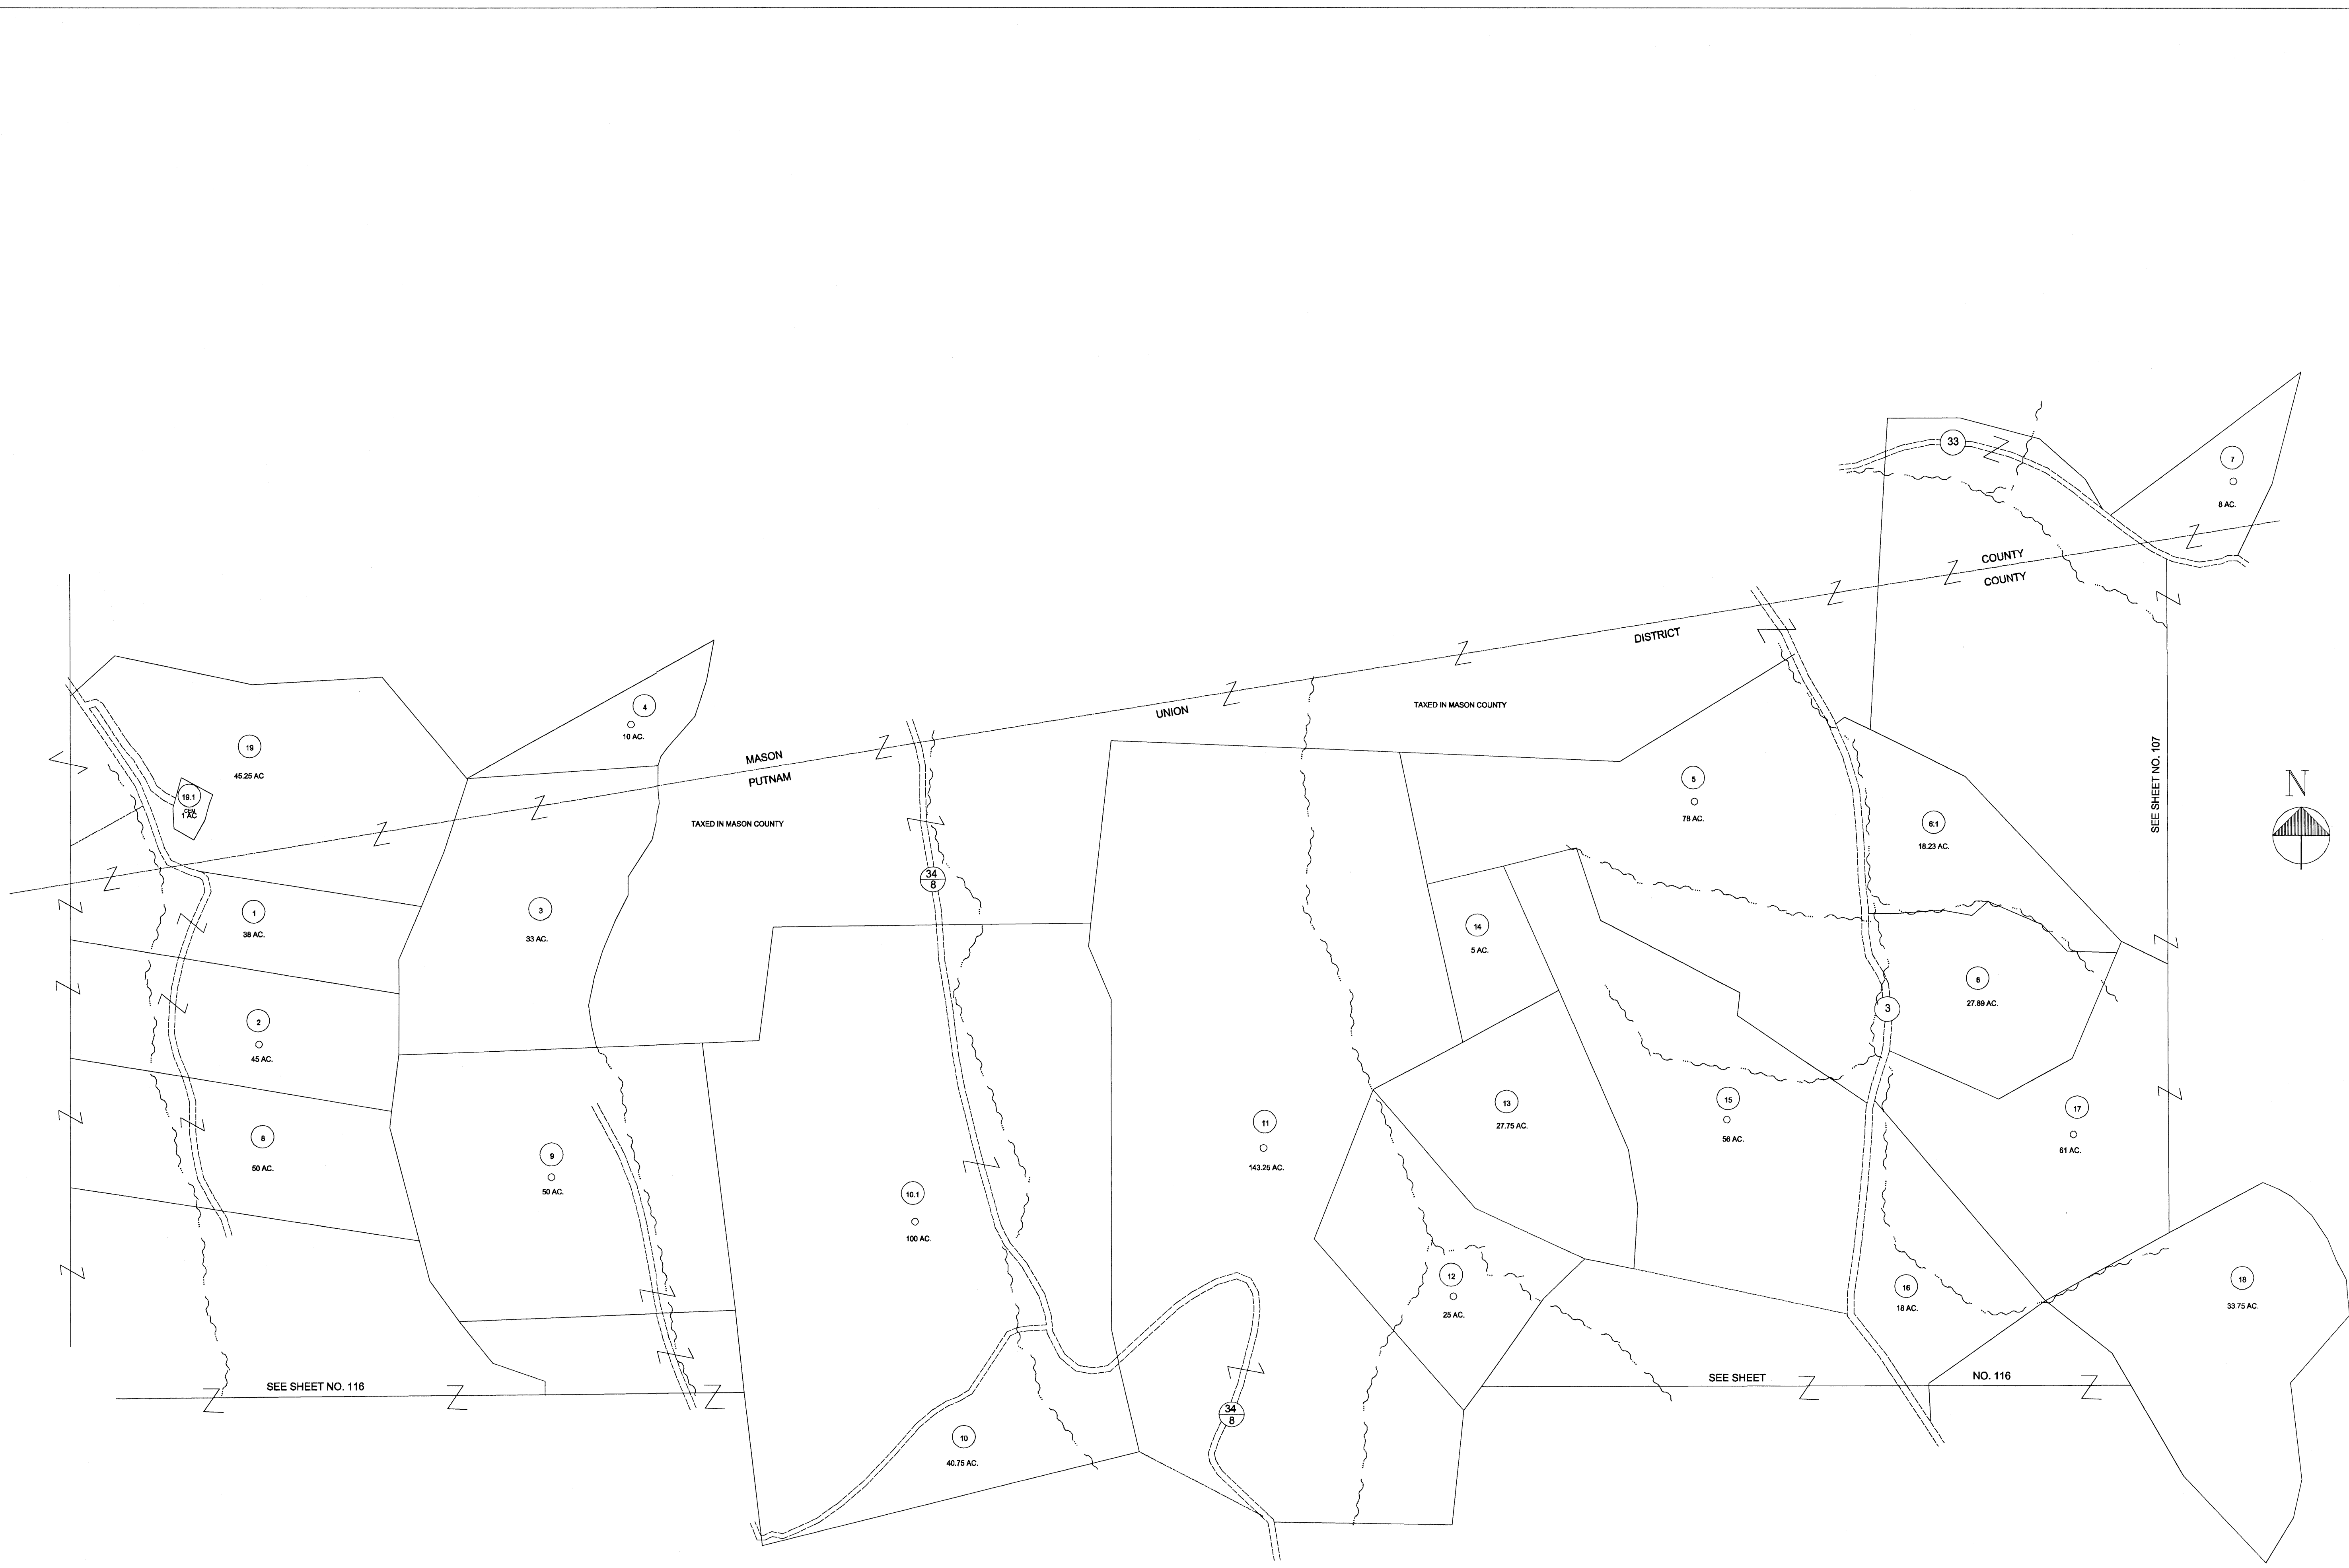 33
7
8 AC.
COUNTY
COUNTY
DISTRICT
UNION
TAXED IN MASON COUNTY
MASON
PUTNAM
TAXED IN MASON COUNTY
4
10 AC.
19
45.25 AC
19.1
CEM.
1 AC
SEE SHEET NO. 107
N
5
78 AC.
6.1
18.23 AC.
34
8
1
38 AC.
3
33 AC.
14
5 AC.
6
27.89 AC.
3
2
45 AC.
8
50 AC.
9
50 AC.
10.1
100 AC.
11
143.25 AC.
13
27.75 AC.
15
56 AC.
17
61 AC.
12
25 AC.
16
18 AC.
18
33.75 AC.
SEE SHEET NO. 116
SEE SHEET NO. 116
34
8
10
40.75 AC.